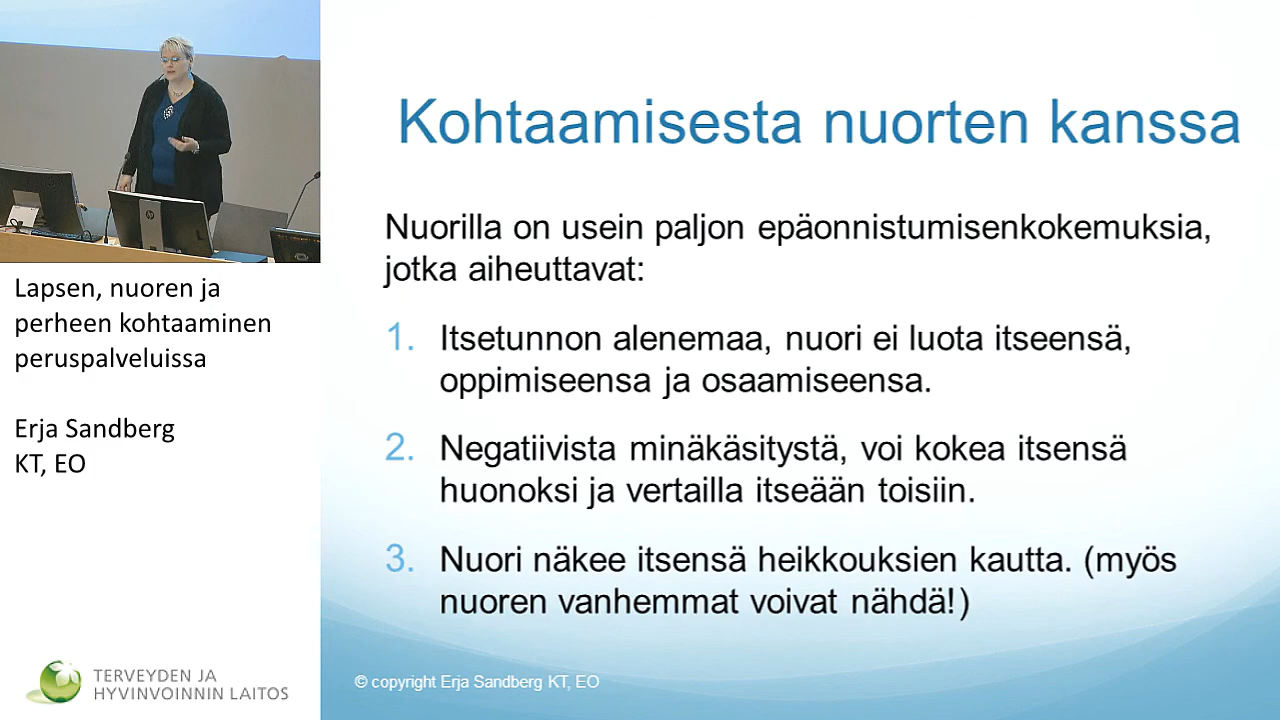 Kohtaamisesta nuorten kanssa
Nuorilla on usein paljon epäonnistumisenkokemuksia,
jotka aiheuttavat:
1. Itsetunnon alenemaa, nuori ei luota itseensä,
oppimiseensa ja osaamiseensa.
2. Negatiivista minäkäsitystä, voi kokea itsensä
huonoksi ja vertailla itseään toisiin.
3. Nuori näkee itsensä heikkouksien kautta. (myös
nuoren vanhemmat voivat nähdä!)
© copyright Erja Sandberg KT, EO
Lapsen, nuoren ja
perheen kohtaaminen
peruspalveluissa
Erja Sandberg
KT, EO
TERVEYDEN JA
HYVINVOINNIN LAITOS
hp